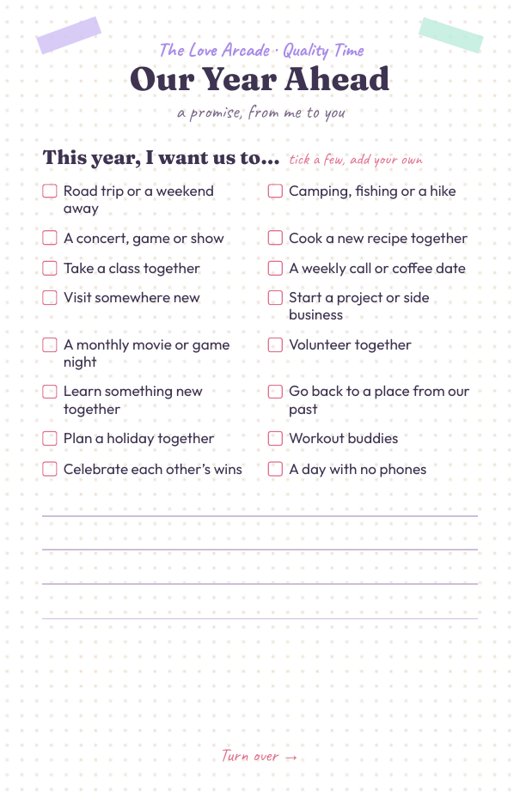 The Love Arcade · Quality Time
Our Year Ahead
a promise, from me to you
This year, I want us to... tick a few, add your own
Road trip or a weekend
away
Camping, fishing or a hike
A concert, game or show
Cook a new recipe together
Take a class together
A weekly call or coffee date
Visit somewhere new
Start a project or side
business
A monthly movie or game
night
Volunteer together
Learn something new
together
Go back to a place from our
past
Plan a holiday together
Workout buddies
Celebrate each other’s wins
A day with no phones
Turn over →